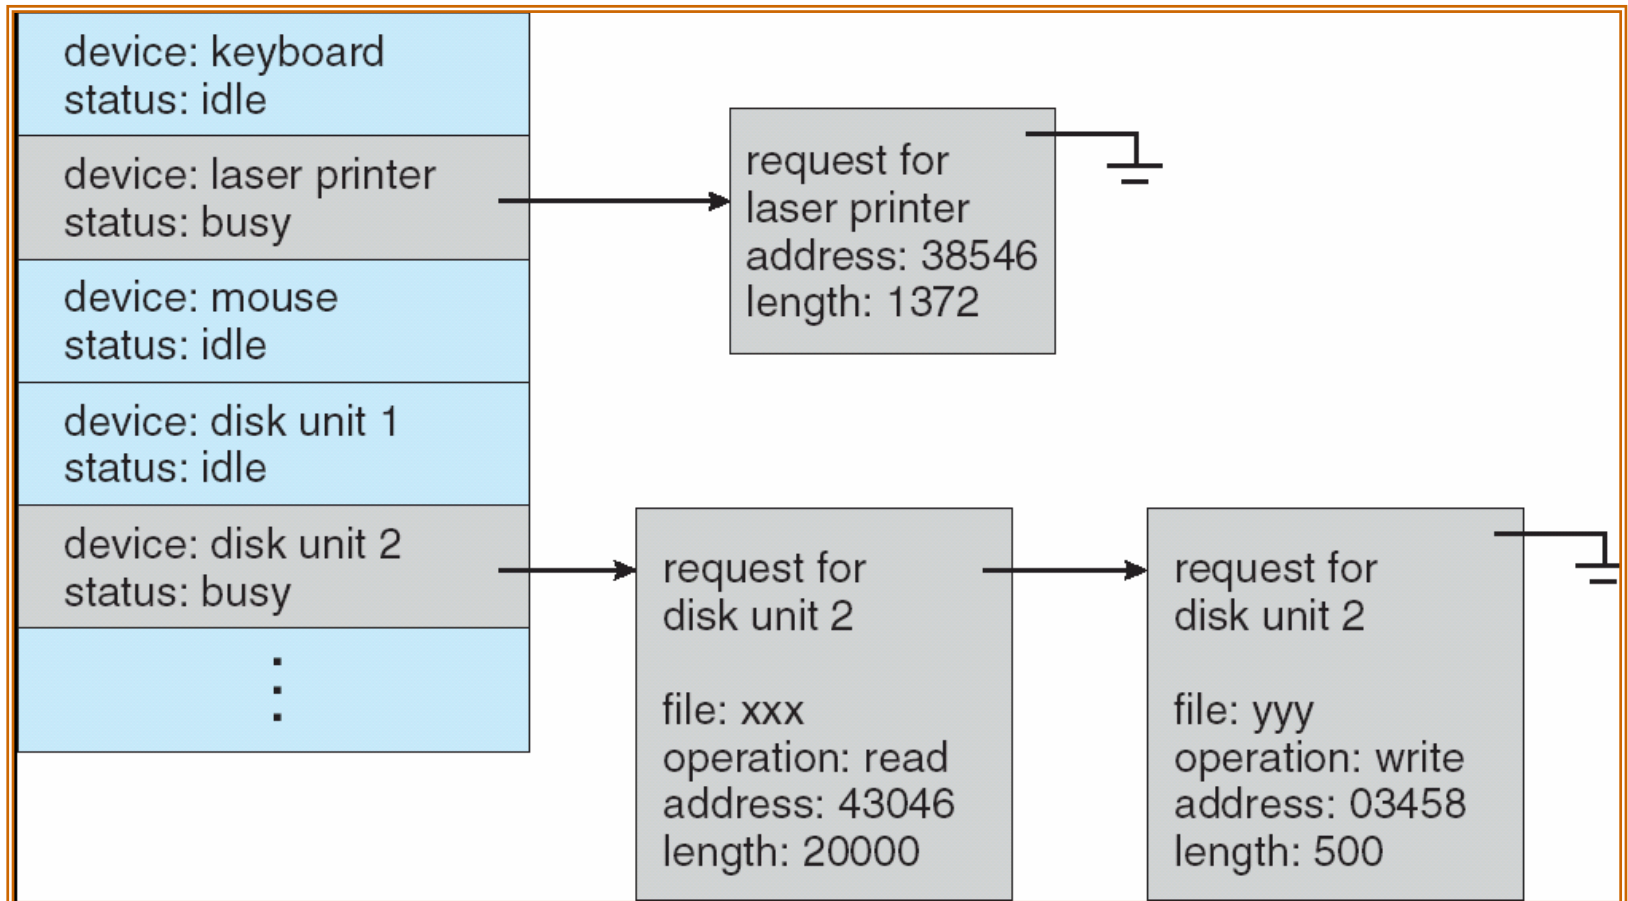 device: keyboard
status: idle
device: laser printer
status: busy
device: mouse
status: idle
device: disk unit 1
status: idle
device: disk unit 2
status: busy
request for
laser printer
address: 38546
length: 1372
request for
disk unit 2
file: xxx
operation: read
address: 43046
length: 20000
request for
disk unit 2
file: yyy
operation: write
address: 03458
length: 500